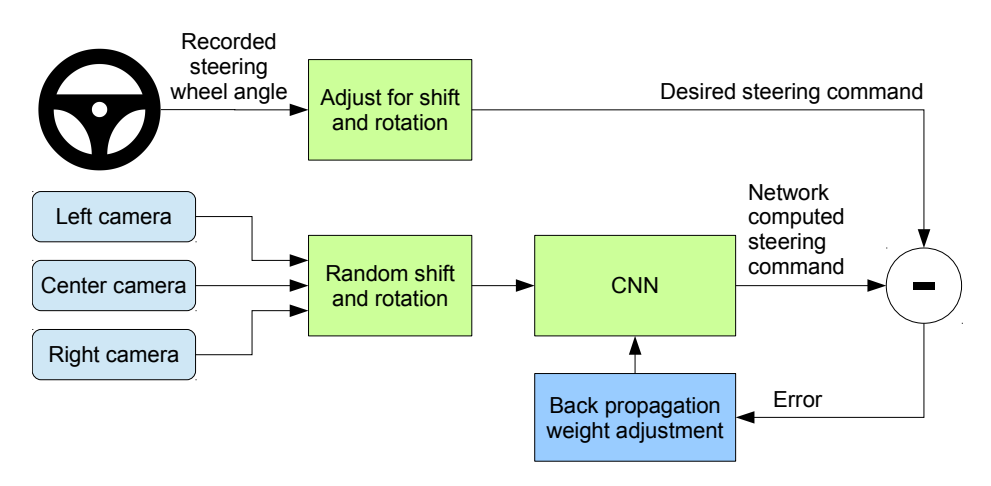 Recorded
steering
wheel angle
Adjust for shift
and rotation
Desired steering command
Left camera
Center camera
Right camera
Random shift
and rotation
CNN
Network
computed
steering
command
Back propagation
weight adjustment
Error